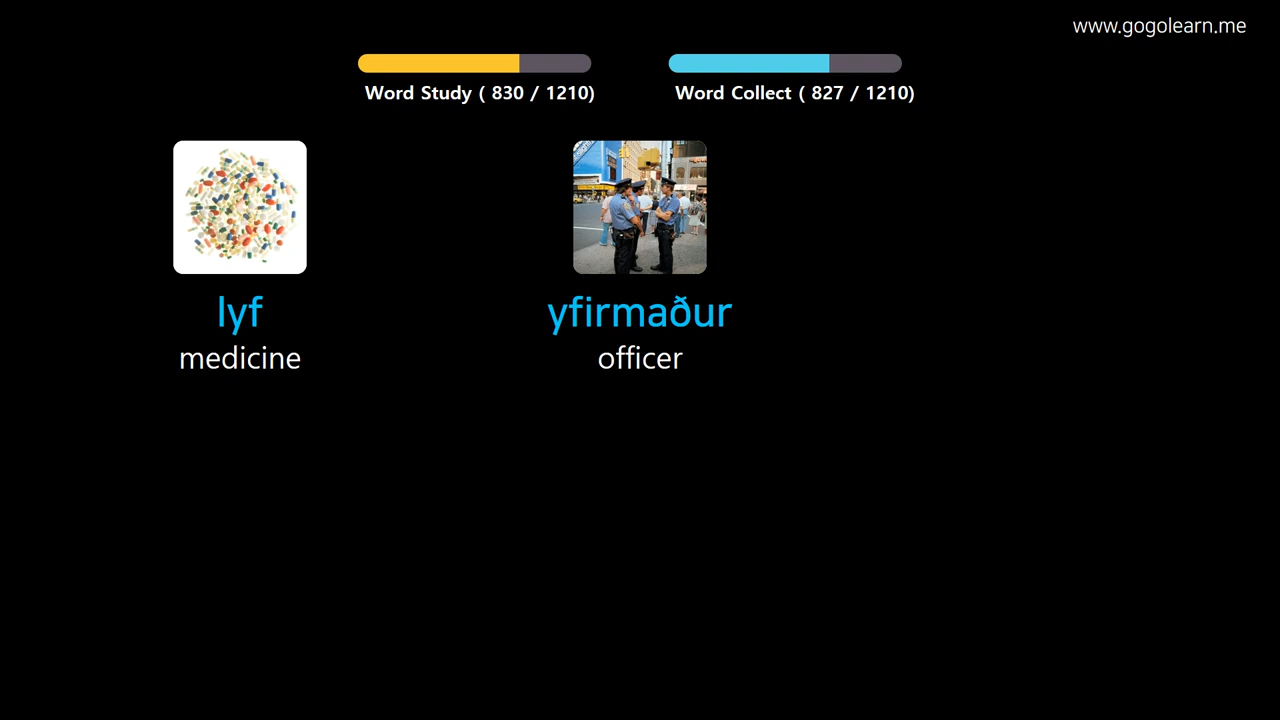 www.gogolearn.me
Word Study ( 830 / 1210)
Word Collect ( 827 / 1210)
lyf
medicine
yfirmaður
officer